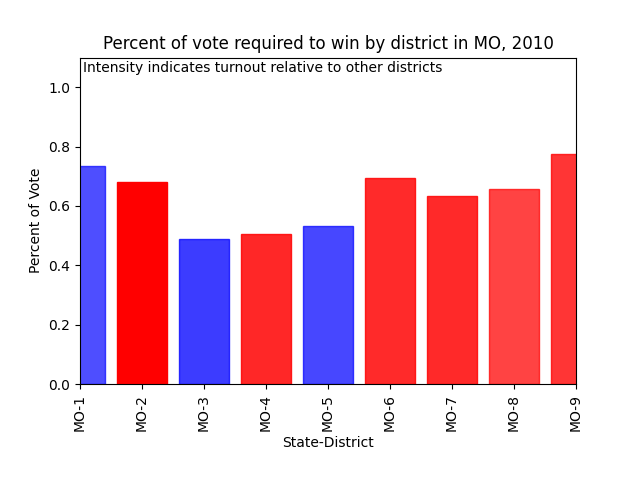 Percent of vote required to win by district in MO, 2010
Intensity indicates turnout relative to other districts
1.0
0.8
0.6
0.4
0.2
0.0
Percent of Vote
MO-1
MO-2
MO-3
MO-4
MO-5
MO-6
MO-7
MO-8
MO-9
State-District